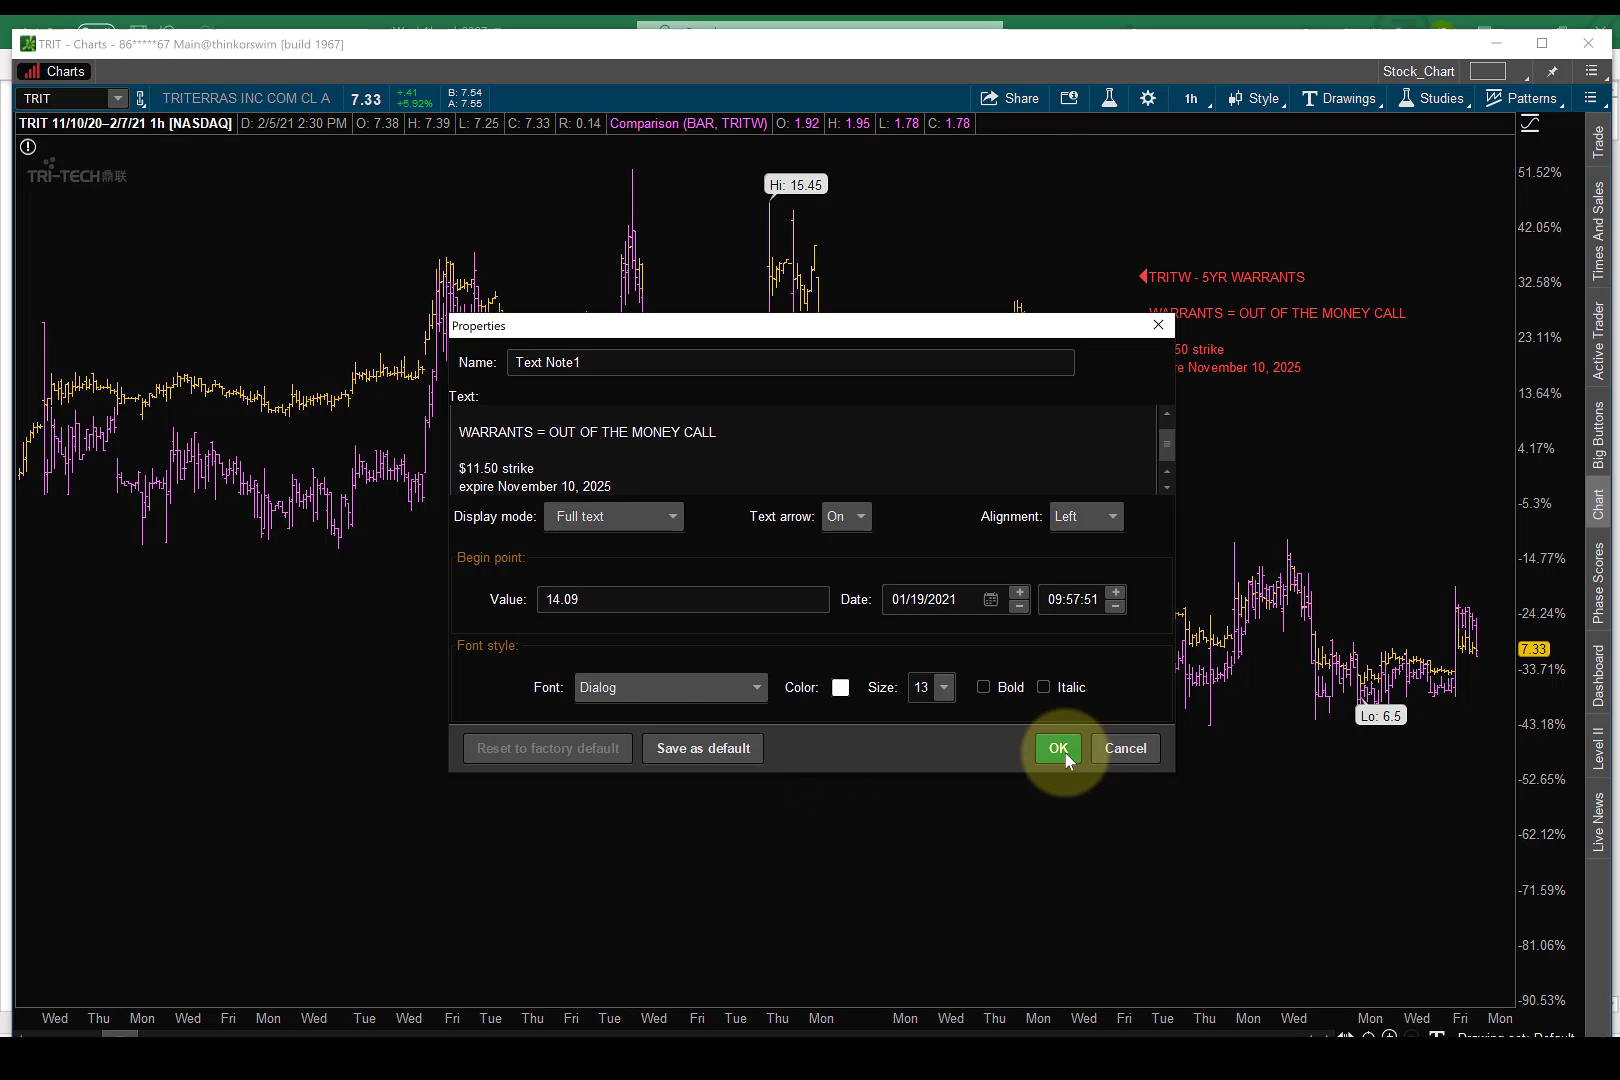 TRIT - Charts - 86*****67 Main@thinkorswim [build 1967]
Charts
Stock_Chart
TRIT
TRITERRAS INC COM CL A
7.33
+.41
+5.92%
B: 7.54
A: 7.55
Share
1h
Style
Drawings
Studies
Patterns
TRIT 11/10/20–2/7/21 1h [NASDAQ]
D: 2/5/21 2:30 PM
O: 7.38
H: 7.39
L: 7.25
C: 7.33
R: 0.14
Comparison (BAR, TRITW)
O: 1.92
H: 1.95
L: 1.78
C: 1.78
TRI-TECH鼎联
Hi: 15.45
TRITW - 5YR WARRANTS
WARRANTS = OUT OF THE MONEY CALL
50 strike
re November 10, 2025
Properties
Name:
Text Note1
Text:
WARRANTS = OUT OF THE MONEY CALL
$11.50 strike
expire November 10, 2025
Display mode:
Full text
Text arrow:
On
Alignment:
Left
Begin point:
Value:
14.09
Date:
01/19/2021
09:57:51
Font style:
Font:
Dialog
Color:
Size:
13
Bold
Italic
Reset to factory default
Save as default
OK
Cancel
Lo: 6.5
51.52%
42.05%
32.58%
23.11%
13.64%
4.17%
-5.3%
-14.77%
-24.24%
7.33
-33.71%
-43.18%
-52.65%
-62.12%
-71.59%
-81.06%
-90.53%
Trade
Times And Sales
Active Trader
Big Buttons
Chart
Phase Scores
Dashboard
Level II
Live News
Wed Thu Mon Wed Fri Mon Wed Tue Wed Fri Tue Thu Fri Tue Wed Fri Tue Thu Mon Mon Wed Thu Mon Wed Fri Tue Thu Mon Wed Mon Wed Fri Mon
Drawing set: Default